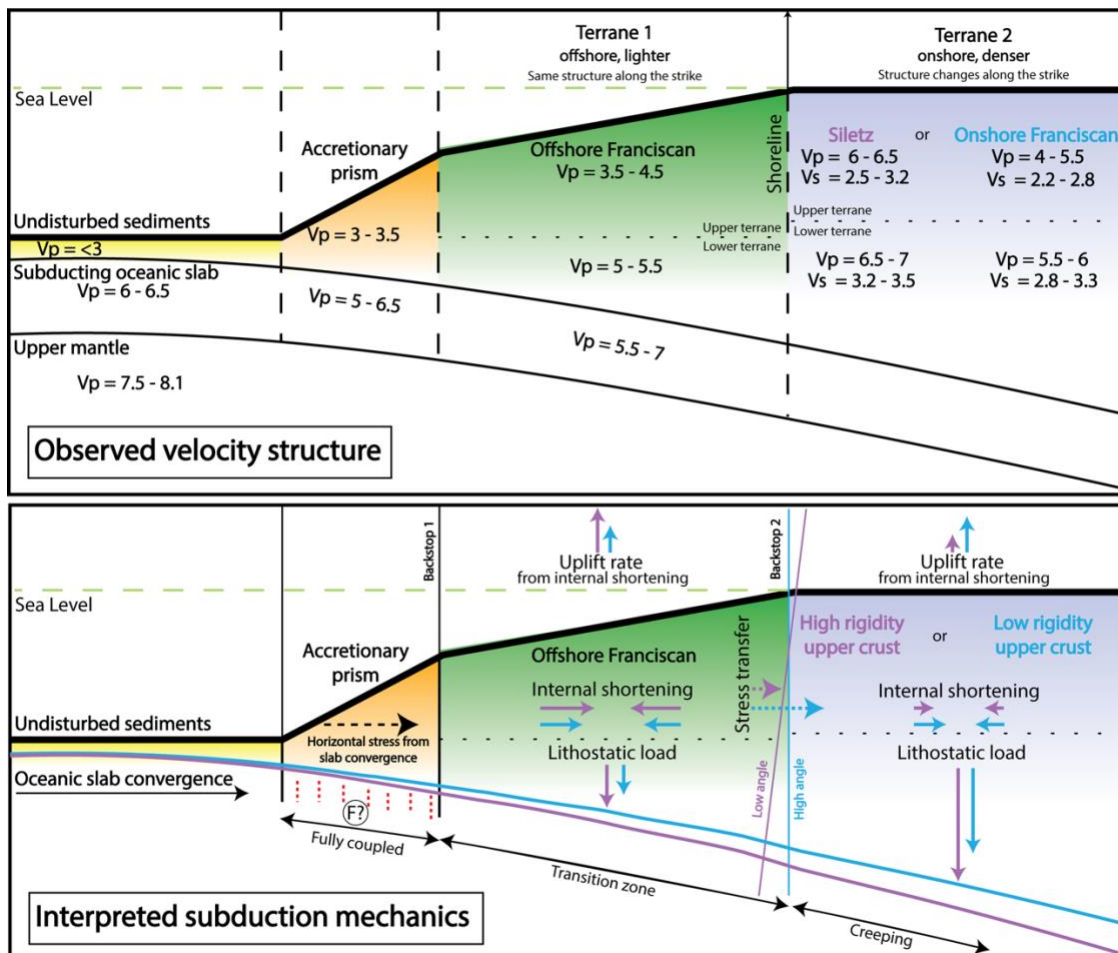 Terrane 1
offshore, lighter
Same structure along the strike
Terrane 2
onshore, denser
Structure changes along the strike
Sea Level
Shoreline
Accretionary
prism
Offshore Franciscan
Vp = 3.5 - 4.5
Siletz or Onshore Franciscan
Vp = 6 - 6.5 Vp = 4 - 5.5
Vs = 2.5 - 3.2 Vs = 2.2 - 2.8
Undisturbed sediments
Vp = <3
Vp = 3 - 3.5
Upper terrane
Lower terrane
Upper terrane
Lower terrane
Subducting oceanic slab
Vp = 6 - 6.5
Vp = 5 - 6.5
Vp = 5 - 5.5
Vp = 6.5 - 7 Vp = 5.5 - 6
Vs = 3.2 - 3.5 Vs = 2.8 - 3.3
Vp = 5.5 - 7
Upper mantle
Vp = 7.5 - 8.1
Observed velocity structure
Backstop 1
Backstop 2
Uplift rate
from internal shortening
Uplift rate
from internal shortening
Sea Level
Accretionary
prism
Offshore Franciscan
High rigidity
upper crust
or
Low rigidity
upper crust
Stress transfer
Internal shortening
Internal shortening
Undisturbed sediments
Horizontal stress from
slab convergence
Lithostatic load
Lithostatic load
Oceanic slab convergence
Low angle
High angle
F?
Fully coupled
Transition zone
Creeping
Interpreted subduction mechanics